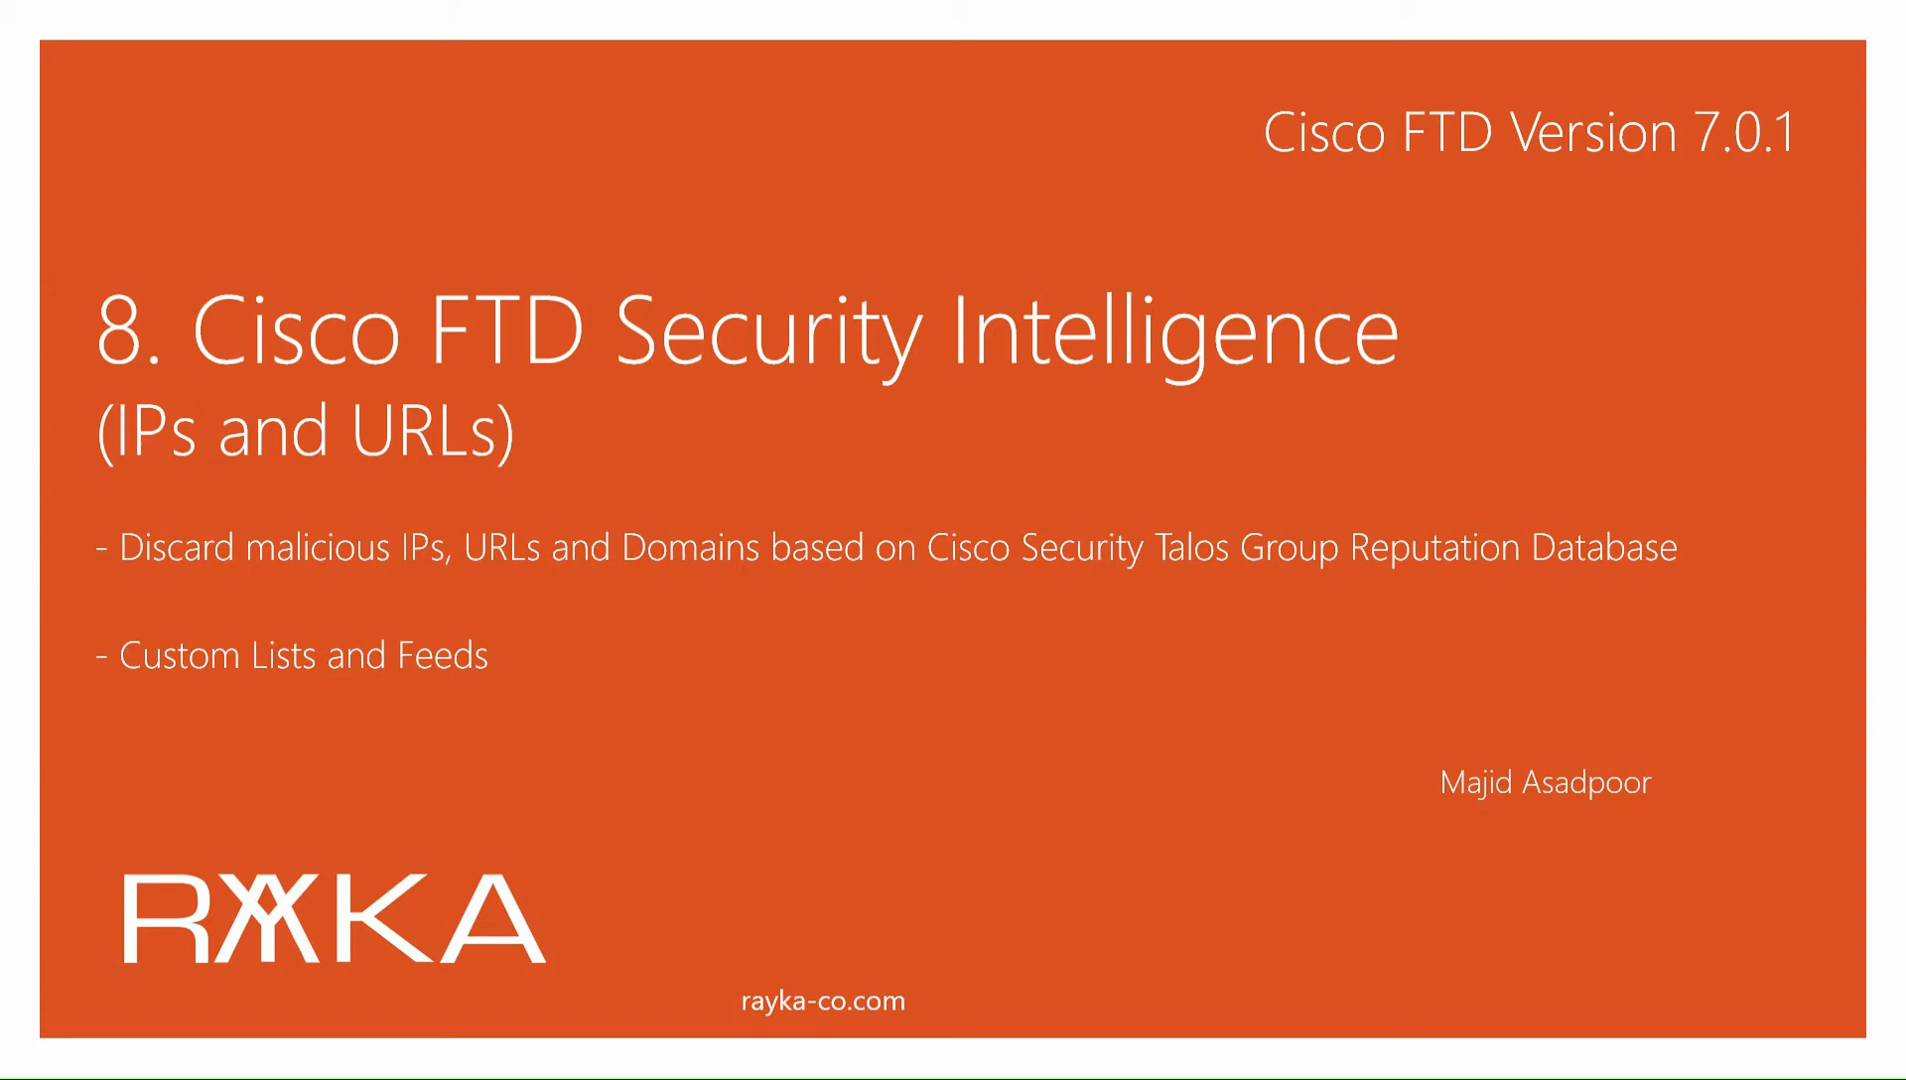 Cisco FTD Version 7.0.1
8. Cisco FTD Security Intelligence
(IPs and URLs)
- Discard malicious IPs, URLs and Domains based on Cisco Security Talos Group Reputation Database
- Custom Lists and Feeds
Majid Asadpoor
RAYKA
rayka-co.com